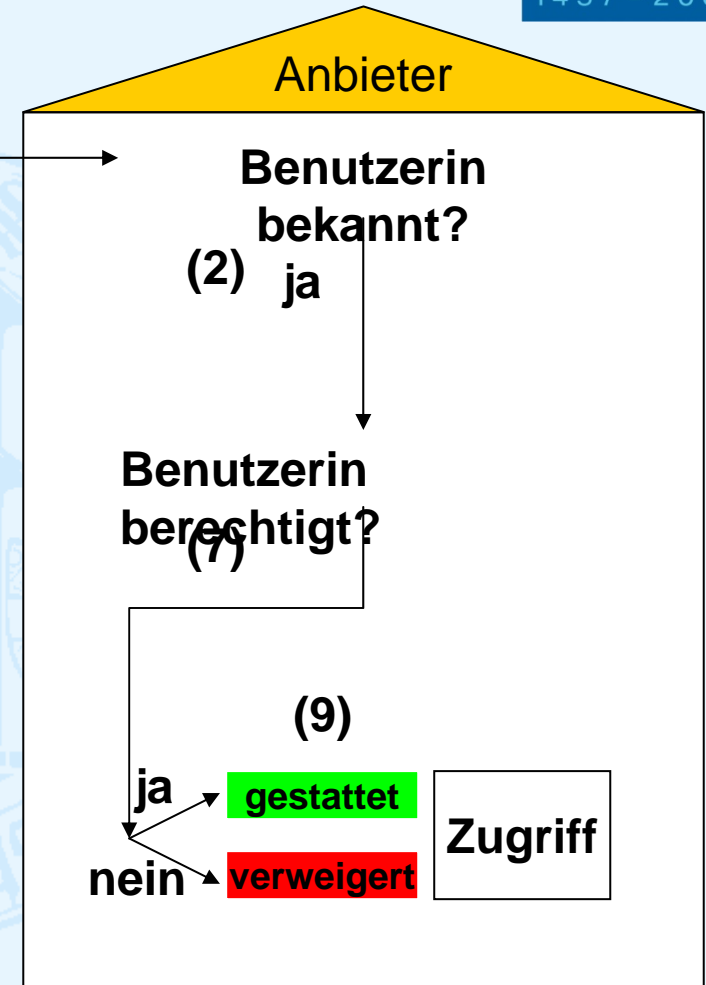 Anbieter
Benutzerin
bekannt?
(2) ja
Benutzerin
berechtigt?
(7)
(9)
ja
gestattet
Zugriff
nein
verweigert